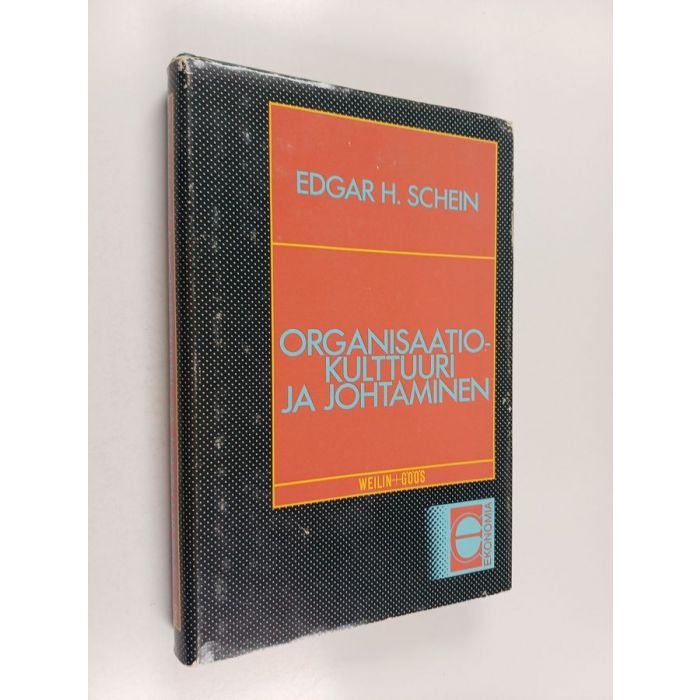 EDGAR H. SCHEIN
ORGANISAATIO-
KULTTUURI
JA JOHTAMINEN
WEILIN+GÖÖS
e
EKONOMIA